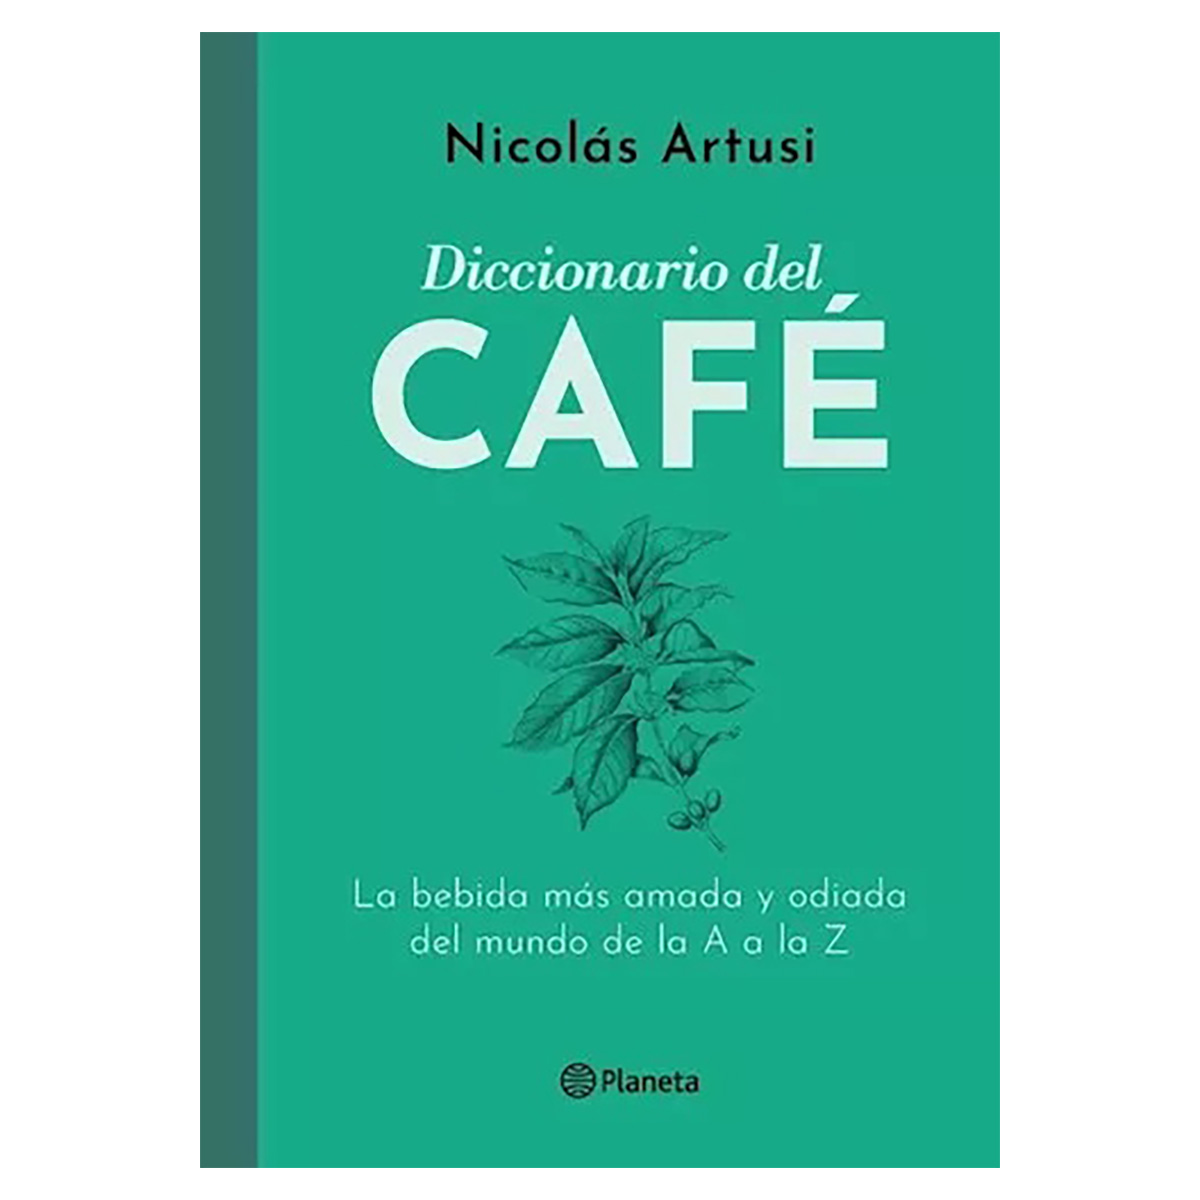 Nicolás Artusi
Diccionario del
CAFÉ
La bebida más amada y odiada
del mundo de la A a la Z
Planeta